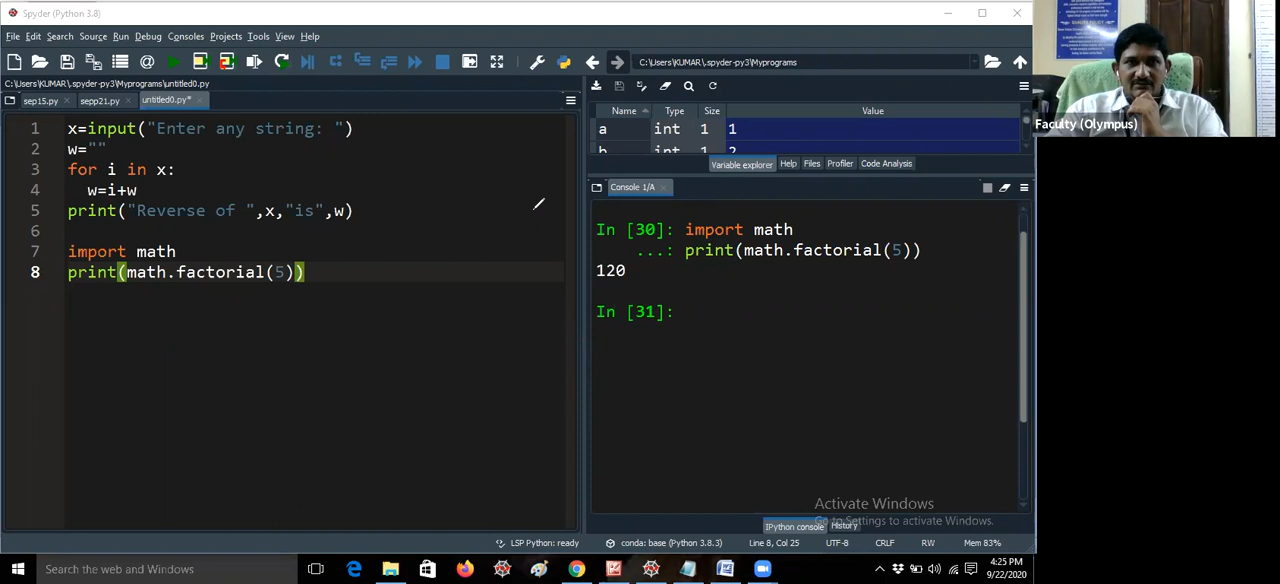 Spyder (Python 3.8)
File Edit Search Source Run Debug Consoles Projects Tools View Help
C:\Users\KUMAR\.spyder-py3\Myprograms
C:\Users\KUMAR\.spyder-py3\Myprograms\untitled0.py
sep15.py sepp21.py untitled0.py*
1 x=input("Enter any string: ")
2 w=""
3 for i in x:
4 w=i+w
5 print("Reverse of ",x,"is",w)
6
7 import math
8 print(math.factorial(5))
Name Type Size Value
a int 1 1
b int 1 2
Variable explorer Help Files Profiler Code Analysis
Console 1/A
In [30]: import math
...: print(math.factorial(5))
120
In [31]:
Activate Windows
Go to Settings to activate Windows.
IPython console History
LSP Python: ready conda: base (Python 3.8.3) Line 8, Col 25 UTF-8 CRLF RW Mem 83%
Faculty (Olympus)
Search the web and Windows
4:25 PM
9/22/2020